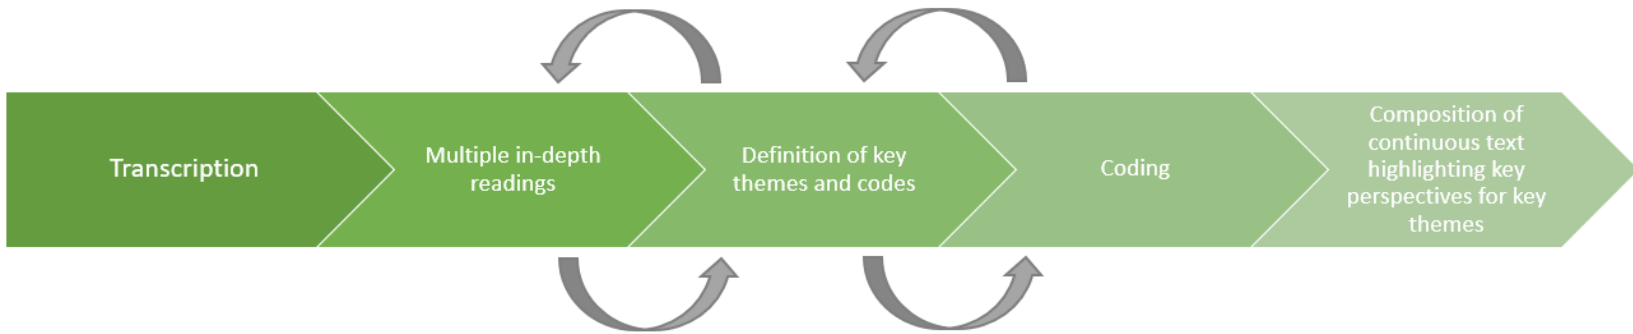 Transcription
Multiple in-depth
readings
Definition of key
themes and codes
Coding
Composition of
continuous text
highlighting key
perspectives for key
themes